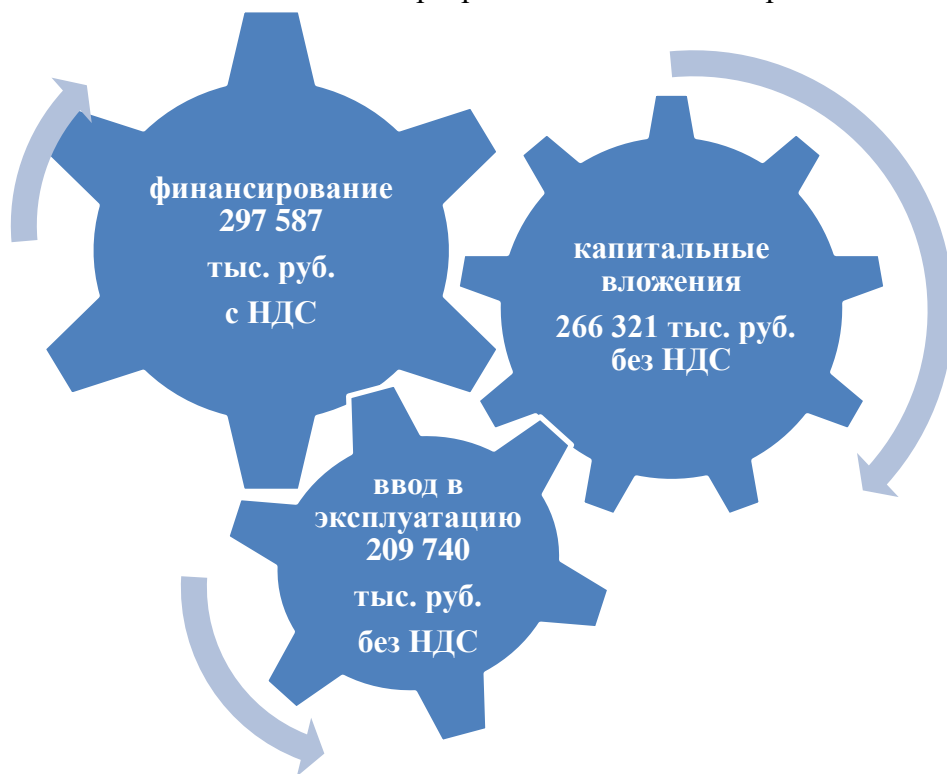 финансирование
297 587
тыс. руб.
с НДС
капитальные
вложения
266 321 тыс. руб.
без НДС
ввод в
эксплуатацию
209 740
тыс. руб.
без НДС